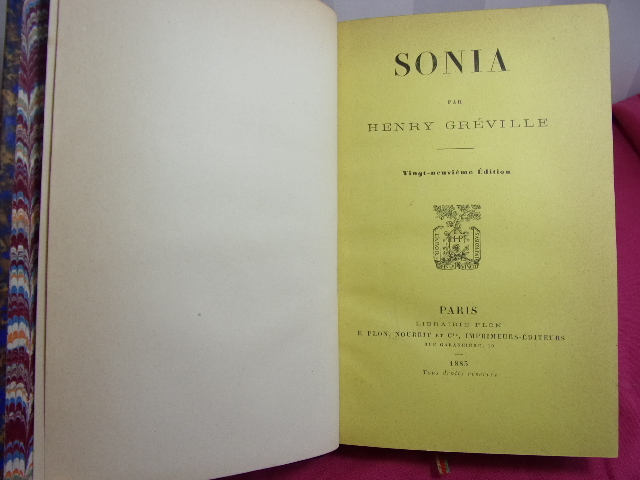 SONIA
PAR
HENRY GRÉVILLE
Vingt-neuvième Édition
PARIS
LIBRAIRIE PLON
E. PLON, NOURRIT ET Cie, IMPRIMEURS-ÉDITEURS
RUE GARANCIÈRE, 10
1885
Tous droits réservés